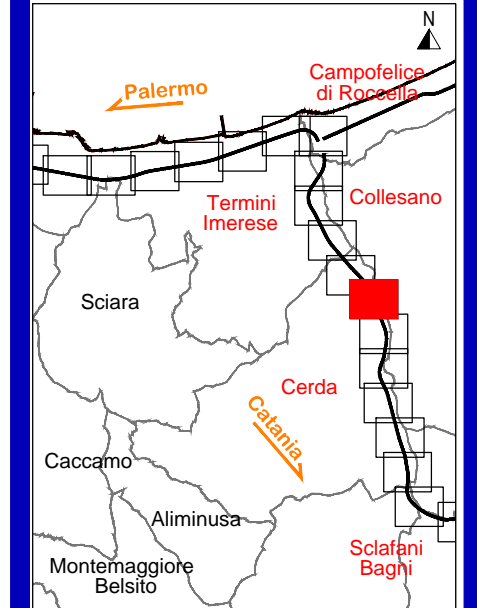 N
Palermo
Campofelice
di Roccella
Termini
Imerese
Collesano
Sciara
Cerda
Catania
Caccamo
Aliminusa
Sclafani
Bagni
Montemaggiore
Belsito